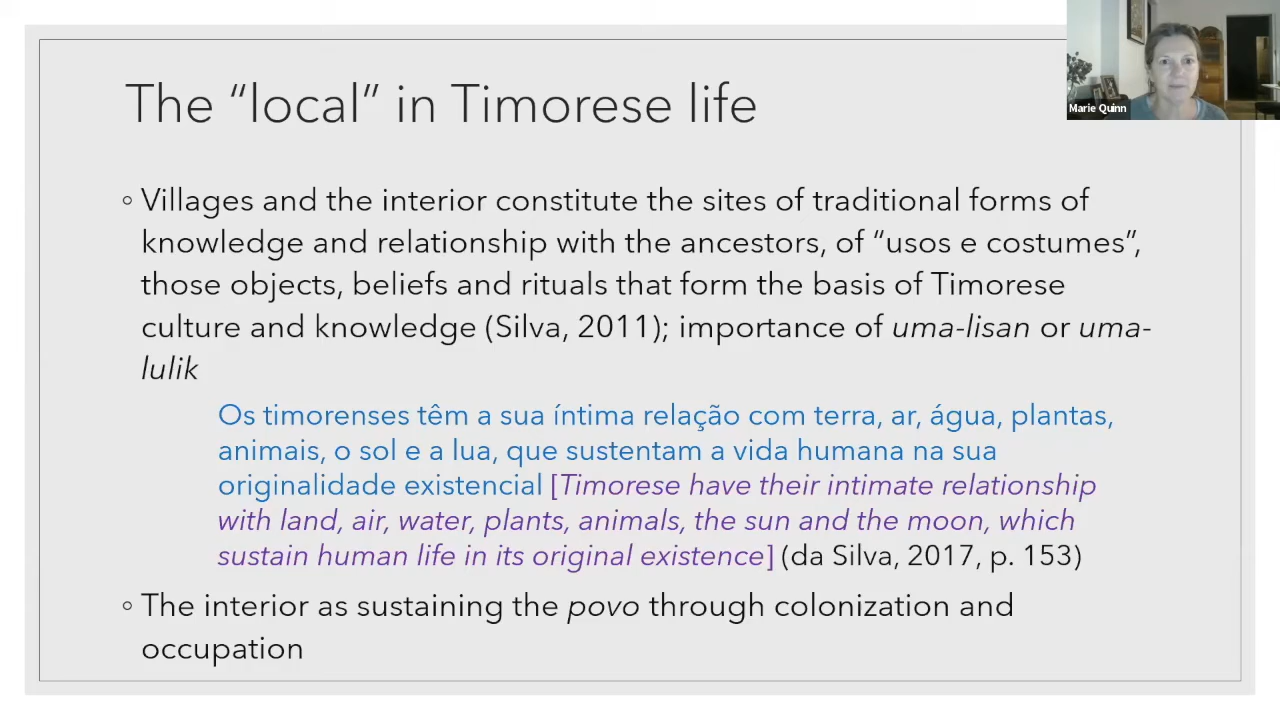 The “local” in Timorese life
Marie Quinn
◦ Villages and the interior constitute the sites of traditional forms of
knowledge and relationship with the ancestors, of “usos e costumes”,
those objects, beliefs and rituals that form the basis of Timorese
culture and knowledge (Silva, 2011); importance of uma-lisan or uma-
lulik
Os timorenses têm a sua íntima relação com terra, ar, água, plantas,
animais, o sol e a lua, que sustentam a vida humana na sua
originalidade existencial [Timorese have their intimate relationship
with land, air, water, plants, animals, the sun and the moon, which
sustain human life in its original existence] (da Silva, 2017, p. 153)
◦ The interior as sustaining the povo through colonization and
occupation